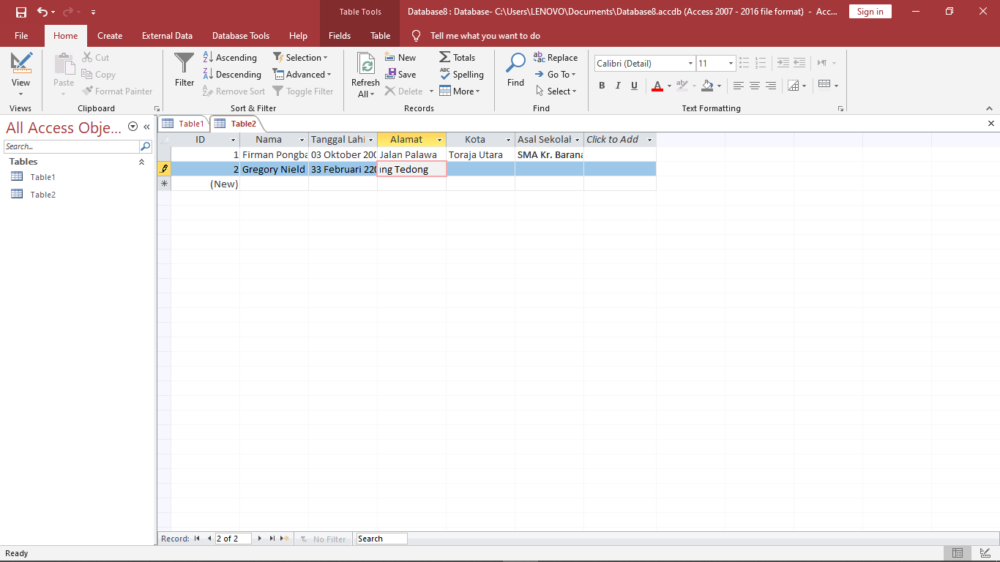 Table Tools Database8 : Database- C:\Users\LENOVO\Documents\Database8.accdb (Access 2007 - 2016 file format) - Acc... Sign in
File Home Create External Data Database Tools Help Fields Table Tell me what you want to do
View
Views
Paste Cut
Copy
Format Painter
Clipboard
Filter Ascending Selection
Descending Advanced
Remove Sort Toggle Filter
Sort & Filter
Refresh All New Totals
Save Spelling
Delete More
Records
Find Replace
Go To
Select
Find
Calibri (Detail) 11
B I U A
Text Formatting
All Access Obje...
Search...
Tables
Table1
Table2
Table1 Table2
ID Nama Tanggal Lahi Alamat Kota Asal Sekolah Click to Add
1 Firman Pongba 03 Oktober 200 Jalan Palawa Toraja Utara SMA Kr. Barana
2 Gregory Nield 33 Februari 220 ung Tedong
(New)
Record: 2 of 2 No Filter Search
Ready